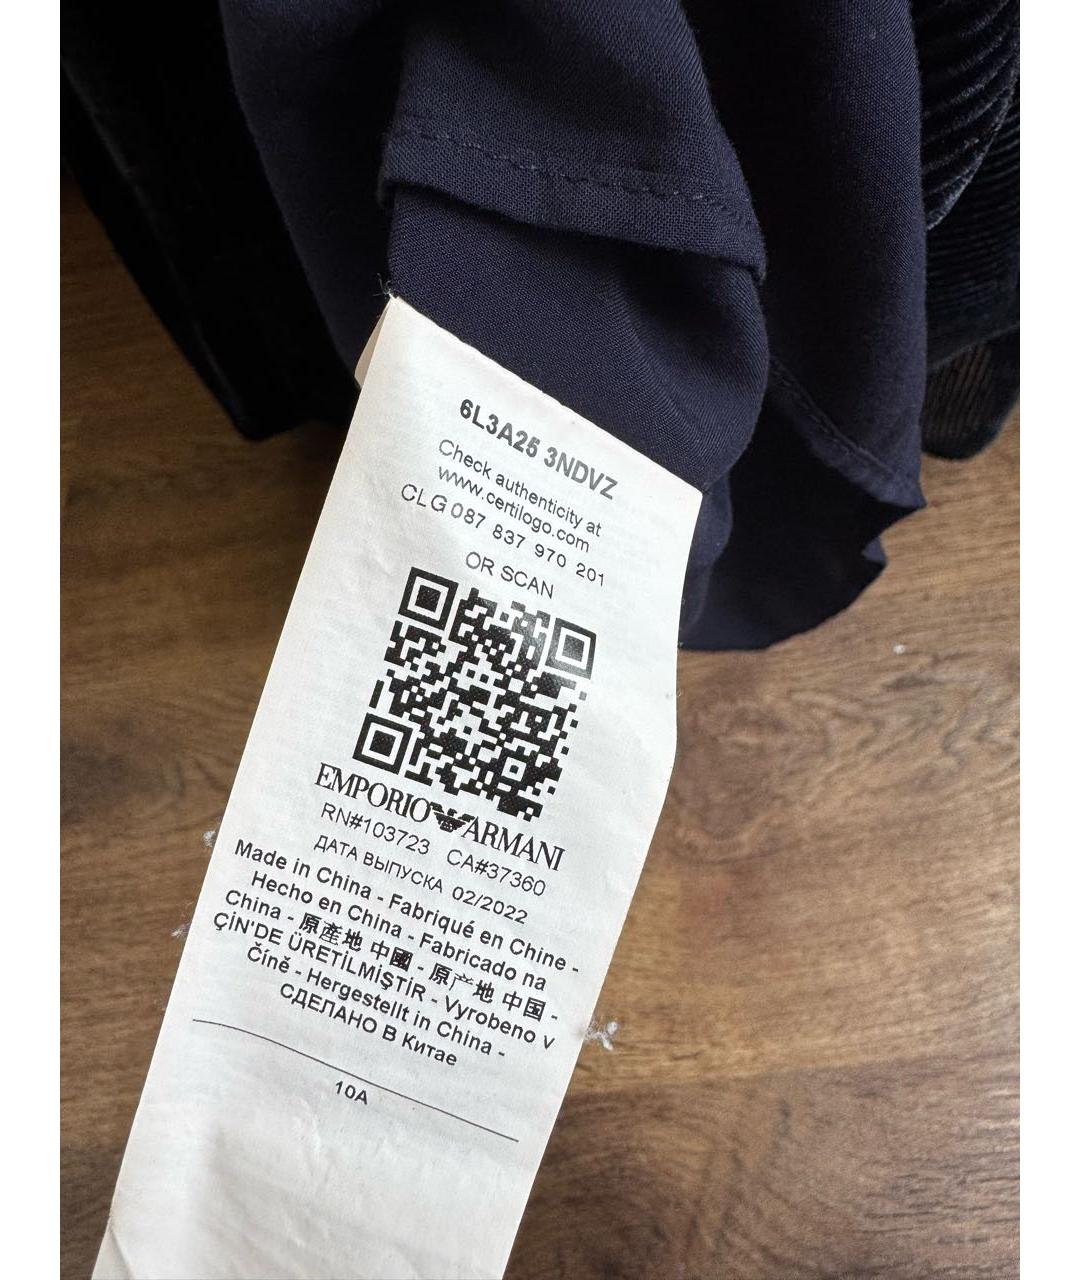 6L3A25 3NDVZ
Check authenticity at
www.certilogo.com
CLG 087 837 970 201
OR SCAN
EMPORIO ARMANI
RN#103723 CA#37360
ДАТА ВЫПУСКА 02/2022
Made in China - Fabriqué en Chine -
Hecho en China - Fabricado na
China - 原產地 中國 - 原产地 中国 -
ÇİN'DE ÜRETİLMİŞTİR - Vyrobeno v
Číně - Hergestellt in China -
СДЕЛАНО В Китае
10A